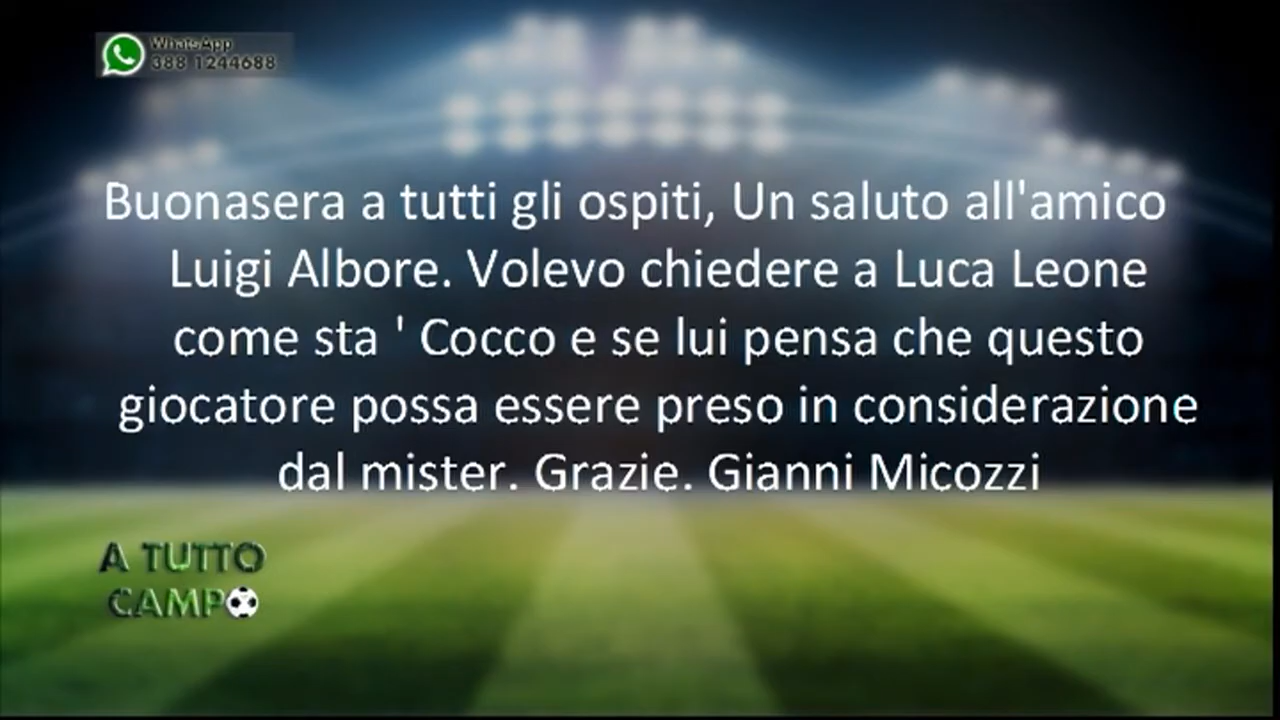 WhatsApp
388 1244688
Buonasera a tutti gli ospiti, Un saluto all'amico
Luigi Albore. Volevo chiedere a Luca Leone
come sta ' Cocco e se lui pensa che questo
giocatore possa essere preso in considerazione
dal mister. Grazie. Gianni Micozzi
A TUTTO
CAMPO